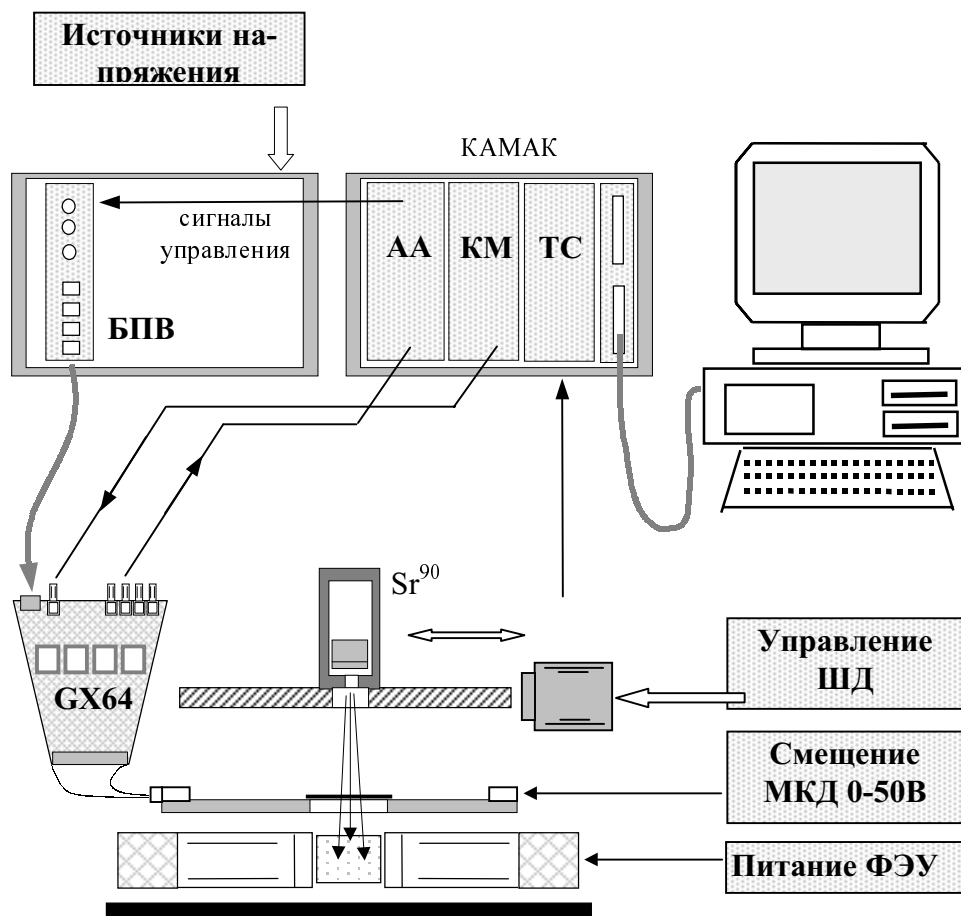 Источники на-
пряжения
КАМАК
сигналы
управления
АА
КМ
ТС
БПВ
Sr90
GX64
Управление
ШД
Смещение
МКД 0-50В
Питание ФЭУ